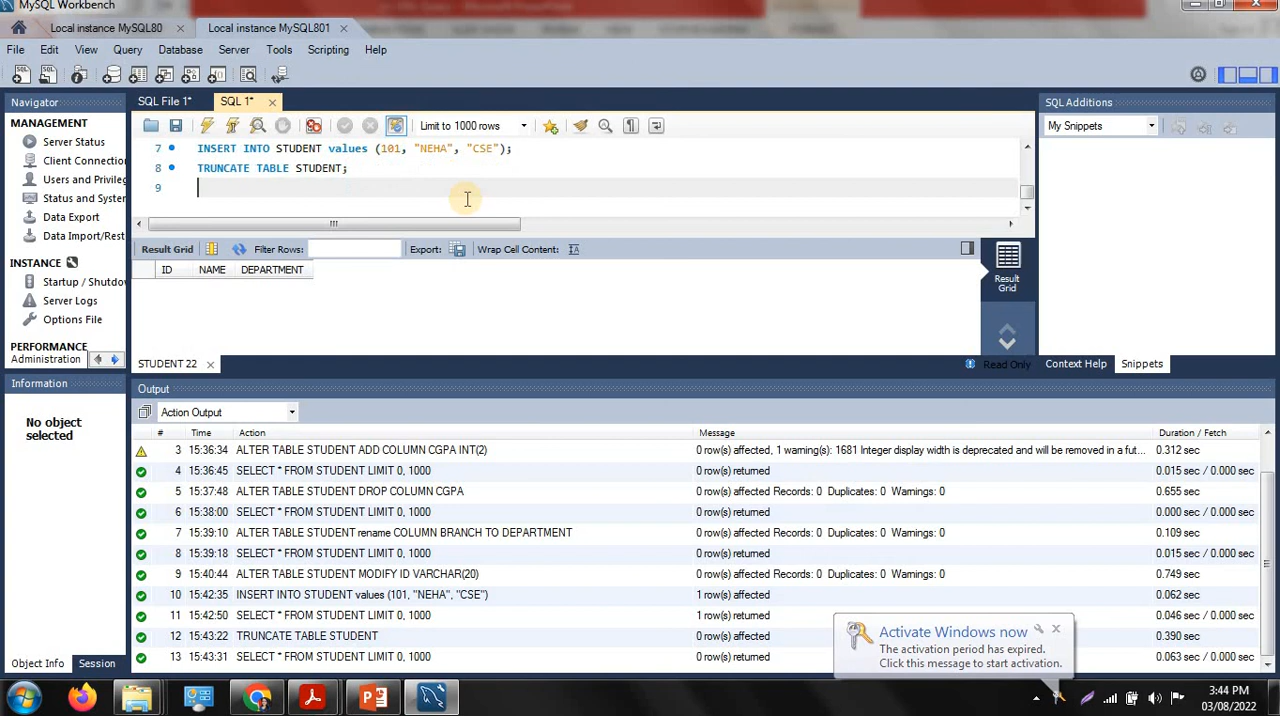 MySQL Workbench
Local instance MySQL80
Local instance MySQL801
File Edit View Query Database Server Tools Scripting Help
Navigator
SQL File 1*
SQL 1*
SQL Additions
MANAGEMENT
Server Status
Client Connectio
Users and Privileg
Status and System
Data Export
Data Import/Rest
INSTANCE
Startup / Shutdov
Server Logs
Options File
PERFORMANCE
Administration
Limit to 1000 rows
My Snippets
7 INSERT INTO STUDENT values (101, "NEHA", "CSE");
8 TRUNCATE TABLE STUDENT;
9
Result Grid Filter Rows: Export: Wrap Cell Content:
ID NAME DEPARTMENT
Result
Grid
STUDENT 22
Read Only
Context Help Snippets
Information
No object
selected
Object Info Session
Output
Action Output
# Time Action Message Duration / Fetch
3 15:36:34 ALTER TABLE STUDENT ADD COLUMN CGPA INT(2) 0 row(s) affected, 1 warning(s): 1681 Integer display width is deprecated and will be removed in a fut... 0.312 sec
4 15:36:45 SELECT * FROM STUDENT LIMIT 0, 1000 0 row(s) returned 0.015 sec / 0.000 sec
5 15:37:48 ALTER TABLE STUDENT DROP COLUMN CGPA 0 row(s) affected Records: 0 Duplicates: 0 Warnings: 0 0.655 sec
6 15:38:00 SELECT * FROM STUDENT LIMIT 0, 1000 0 row(s) returned 0.000 sec / 0.000 sec
7 15:39:10 ALTER TABLE STUDENT rename COLUMN BRANCH TO DEPARTMENT 0 row(s) affected Records: 0 Duplicates: 0 Warnings: 0 0.109 sec
8 15:39:18 SELECT * FROM STUDENT LIMIT 0, 1000 0 row(s) returned 0.015 sec / 0.000 sec
9 15:40:44 ALTER TABLE STUDENT MODIFY ID VARCHAR(20) 0 row(s) affected Records: 0 Duplicates: 0 Warnings: 0 0.749 sec
10 15:42:35 INSERT INTO STUDENT values (101, "NEHA", "CSE") 1 row(s) affected 0.062 sec
11 15:42:50 SELECT * FROM STUDENT LIMIT 0, 1000 1 row(s) returned 0.046 sec / 0.000 sec
12 15:43:22 TRUNCATE TABLE STUDENT 0 row(s) affected 0.390 sec
13 15:43:31 SELECT * FROM STUDENT LIMIT 0, 1000 0 row(s) returned 0.063 sec / 0.000 sec
Activate Windows now
The activation period has expired.
Click this message to start activation.
3:44 PM
03/08/2022